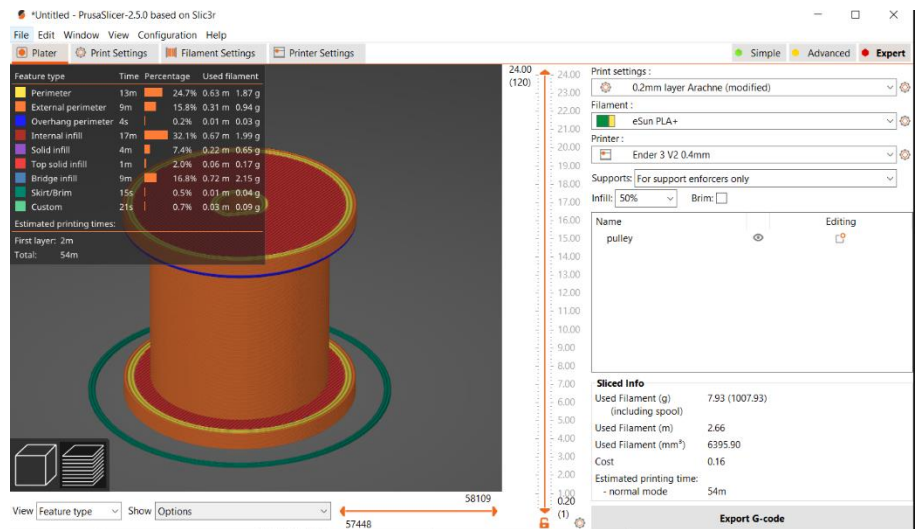 *Untitled - PrusaSlicer-2.5.0 based on Slic3r
File Edit Window View Configuration Help
Plater Print Settings Filament Settings Printer Settings Simple Advanced Expert
Feature type Time Percentage Used filament
Perimeter 13m 24.7% 0.63 m 1.87 g
External perimeter 9m 15.8% 0.31 m 0.94 g
Overhang perimeter 4s 0.2% 0.01 m 0.03 g
Internal infill 17m 32.1% 0.67 m 1.99 g
Solid infill 4m 7.4% 0.22 m 0.65 g
Top solid infill 1m 2.0% 0.06 m 0.17 g
Bridge infill 9m 16.8% 0.72 m 2.15 g
Skirt/Brim 15s 0.5% 0.01 m 0.04 g
Custom 21s 0.7% 0.03 m 0.09 g
Estimated printing times:
First layer: 2m
Total: 54m
24.00
(120)
24.00
23.00
22.00
21.00
20.00
19.00
18.00
17.00
16.00
15.00
14.00
13.00
12.00
11.00
10.00
9.00
8.00
7.00
6.00
5.00
4.00
3.00
2.00
1.00
0.20
(1)
Print settings :
0.2mm layer Arachne (modified)
Filament :
eSun PLA+
Printer :
Ender 3 V2 0.4mm
Supports: For support enforcers only
Infill: 50% Brim:
Name Editing
pulley
Sliced Info
Used Filament (g) 7.93 (1007.93)
(including spool)
Used Filament (m) 2.66
Used Filament (mm³) 6395.90
Cost 0.16
Estimated printing time:
- normal mode 54m
Export G-code
View Feature type Show Options
58109
57448